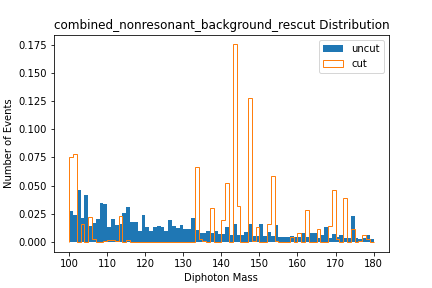 combined_nonresonant_background_rescut Distribution
uncut
cut
0.175
0.150
0.125
0.100
0.075
0.050
0.025
0.000
Number of Events
100 110 120 130 140 150 160 170 180
Diphoton Mass